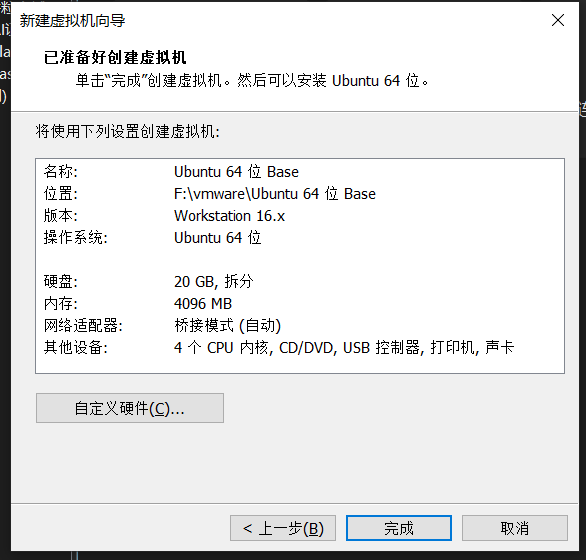 新建虚拟机向导
已准备好创建虚拟机
单击“完成”创建虚拟机。然后可以安装 Ubuntu 64 位。
将使用下列设置创建虚拟机:
名称: Ubuntu 64 位 Base
位置: F:\vmware\Ubuntu 64 位 Base
版本: Workstation 16.x
操作系统: Ubuntu 64 位
硬盘: 20 GB, 拆分
内存: 4096 MB
网络适配器: 桥接模式 (自动)
其他设备: 4 个 CPU 内核, CD/DVD, USB 控制器, 打印机, 声卡
自定义硬件(C)...
< 上一步(B) 完成 取消